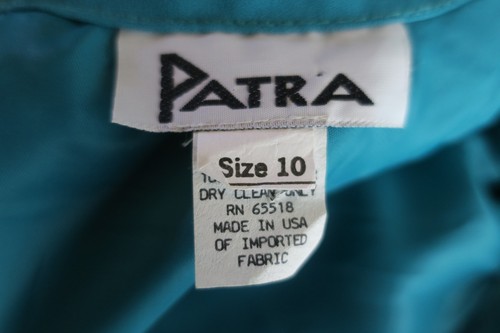 PATRA
Size 10
DRY CLEAN ONLY
RN 65518
MADE IN USA
OF IMPORTED
FABRIC